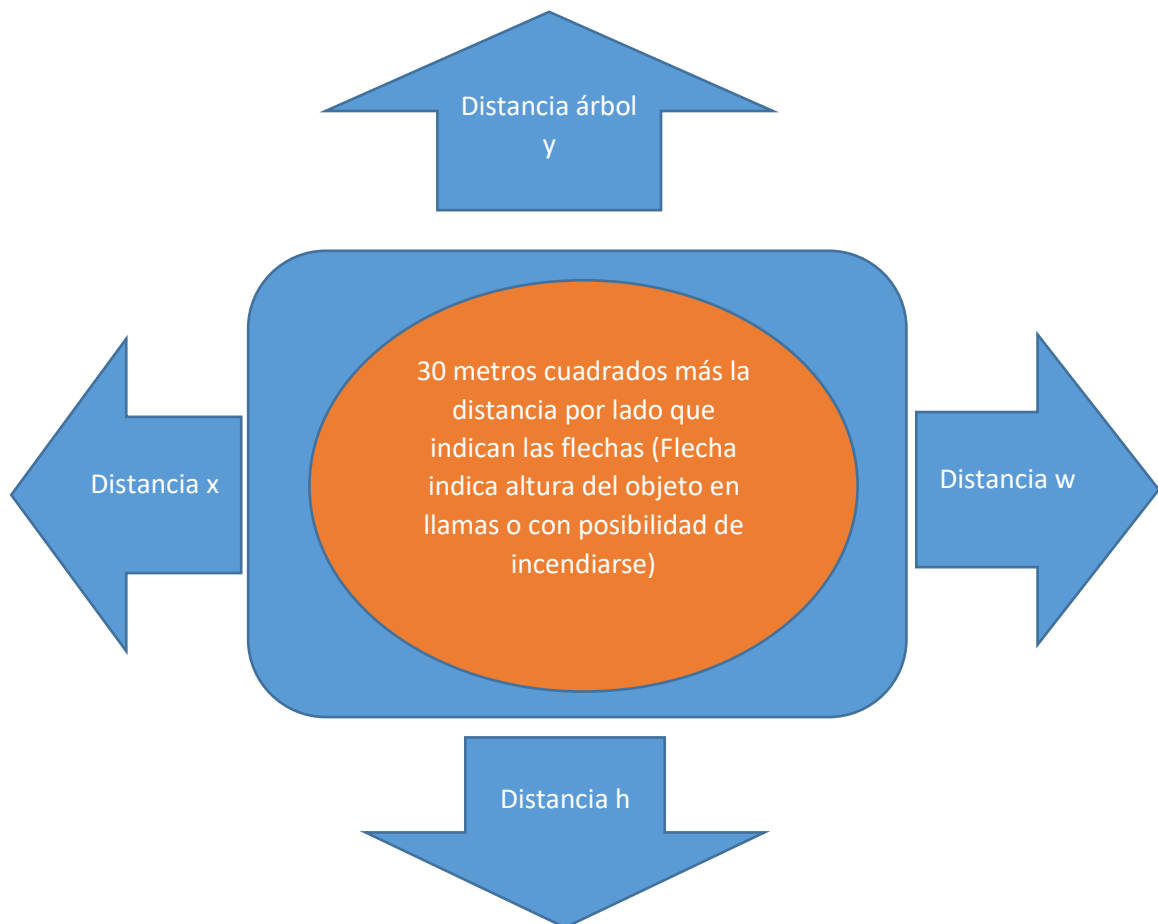 Distancia árbol
y
30 metros cuadrados más la
distancia por lado que
indican las flechas (Flecha
indica altura del objeto en
llamas o con posibilidad de
incendiarse)
Distancia x
Distancia w
Distancia h